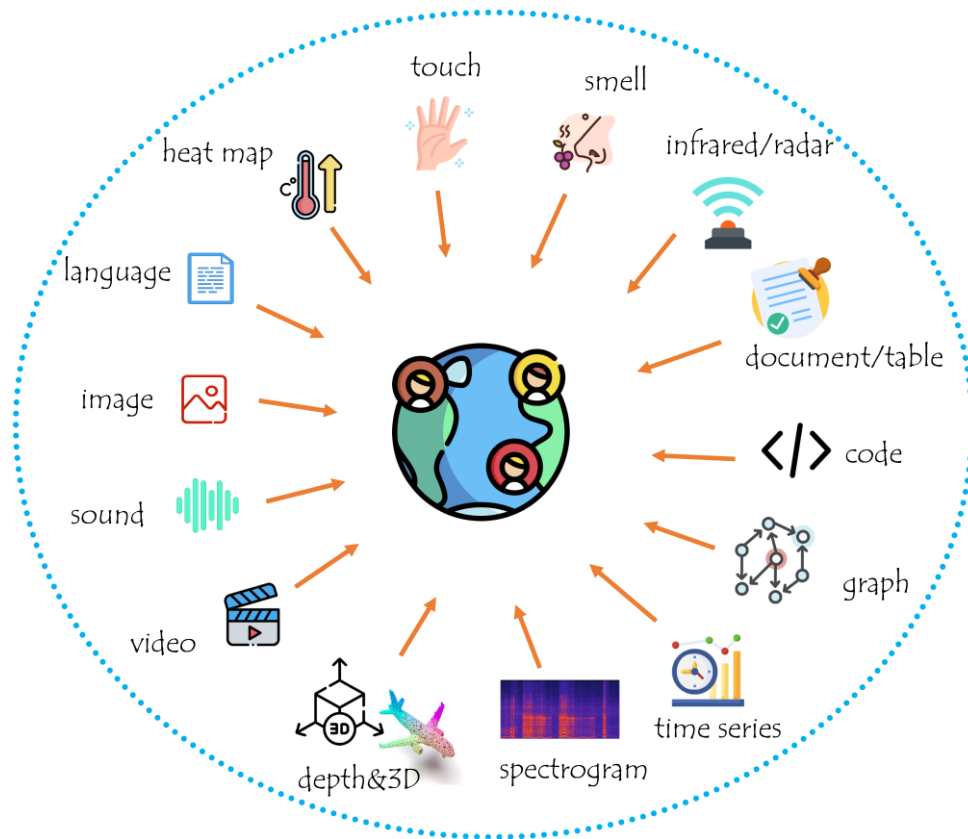 touch
smell
heat map
infrared/radar
C°
language
document/table
image
code
sound
graph
video
3D
time series
depth&3D
spectrogram